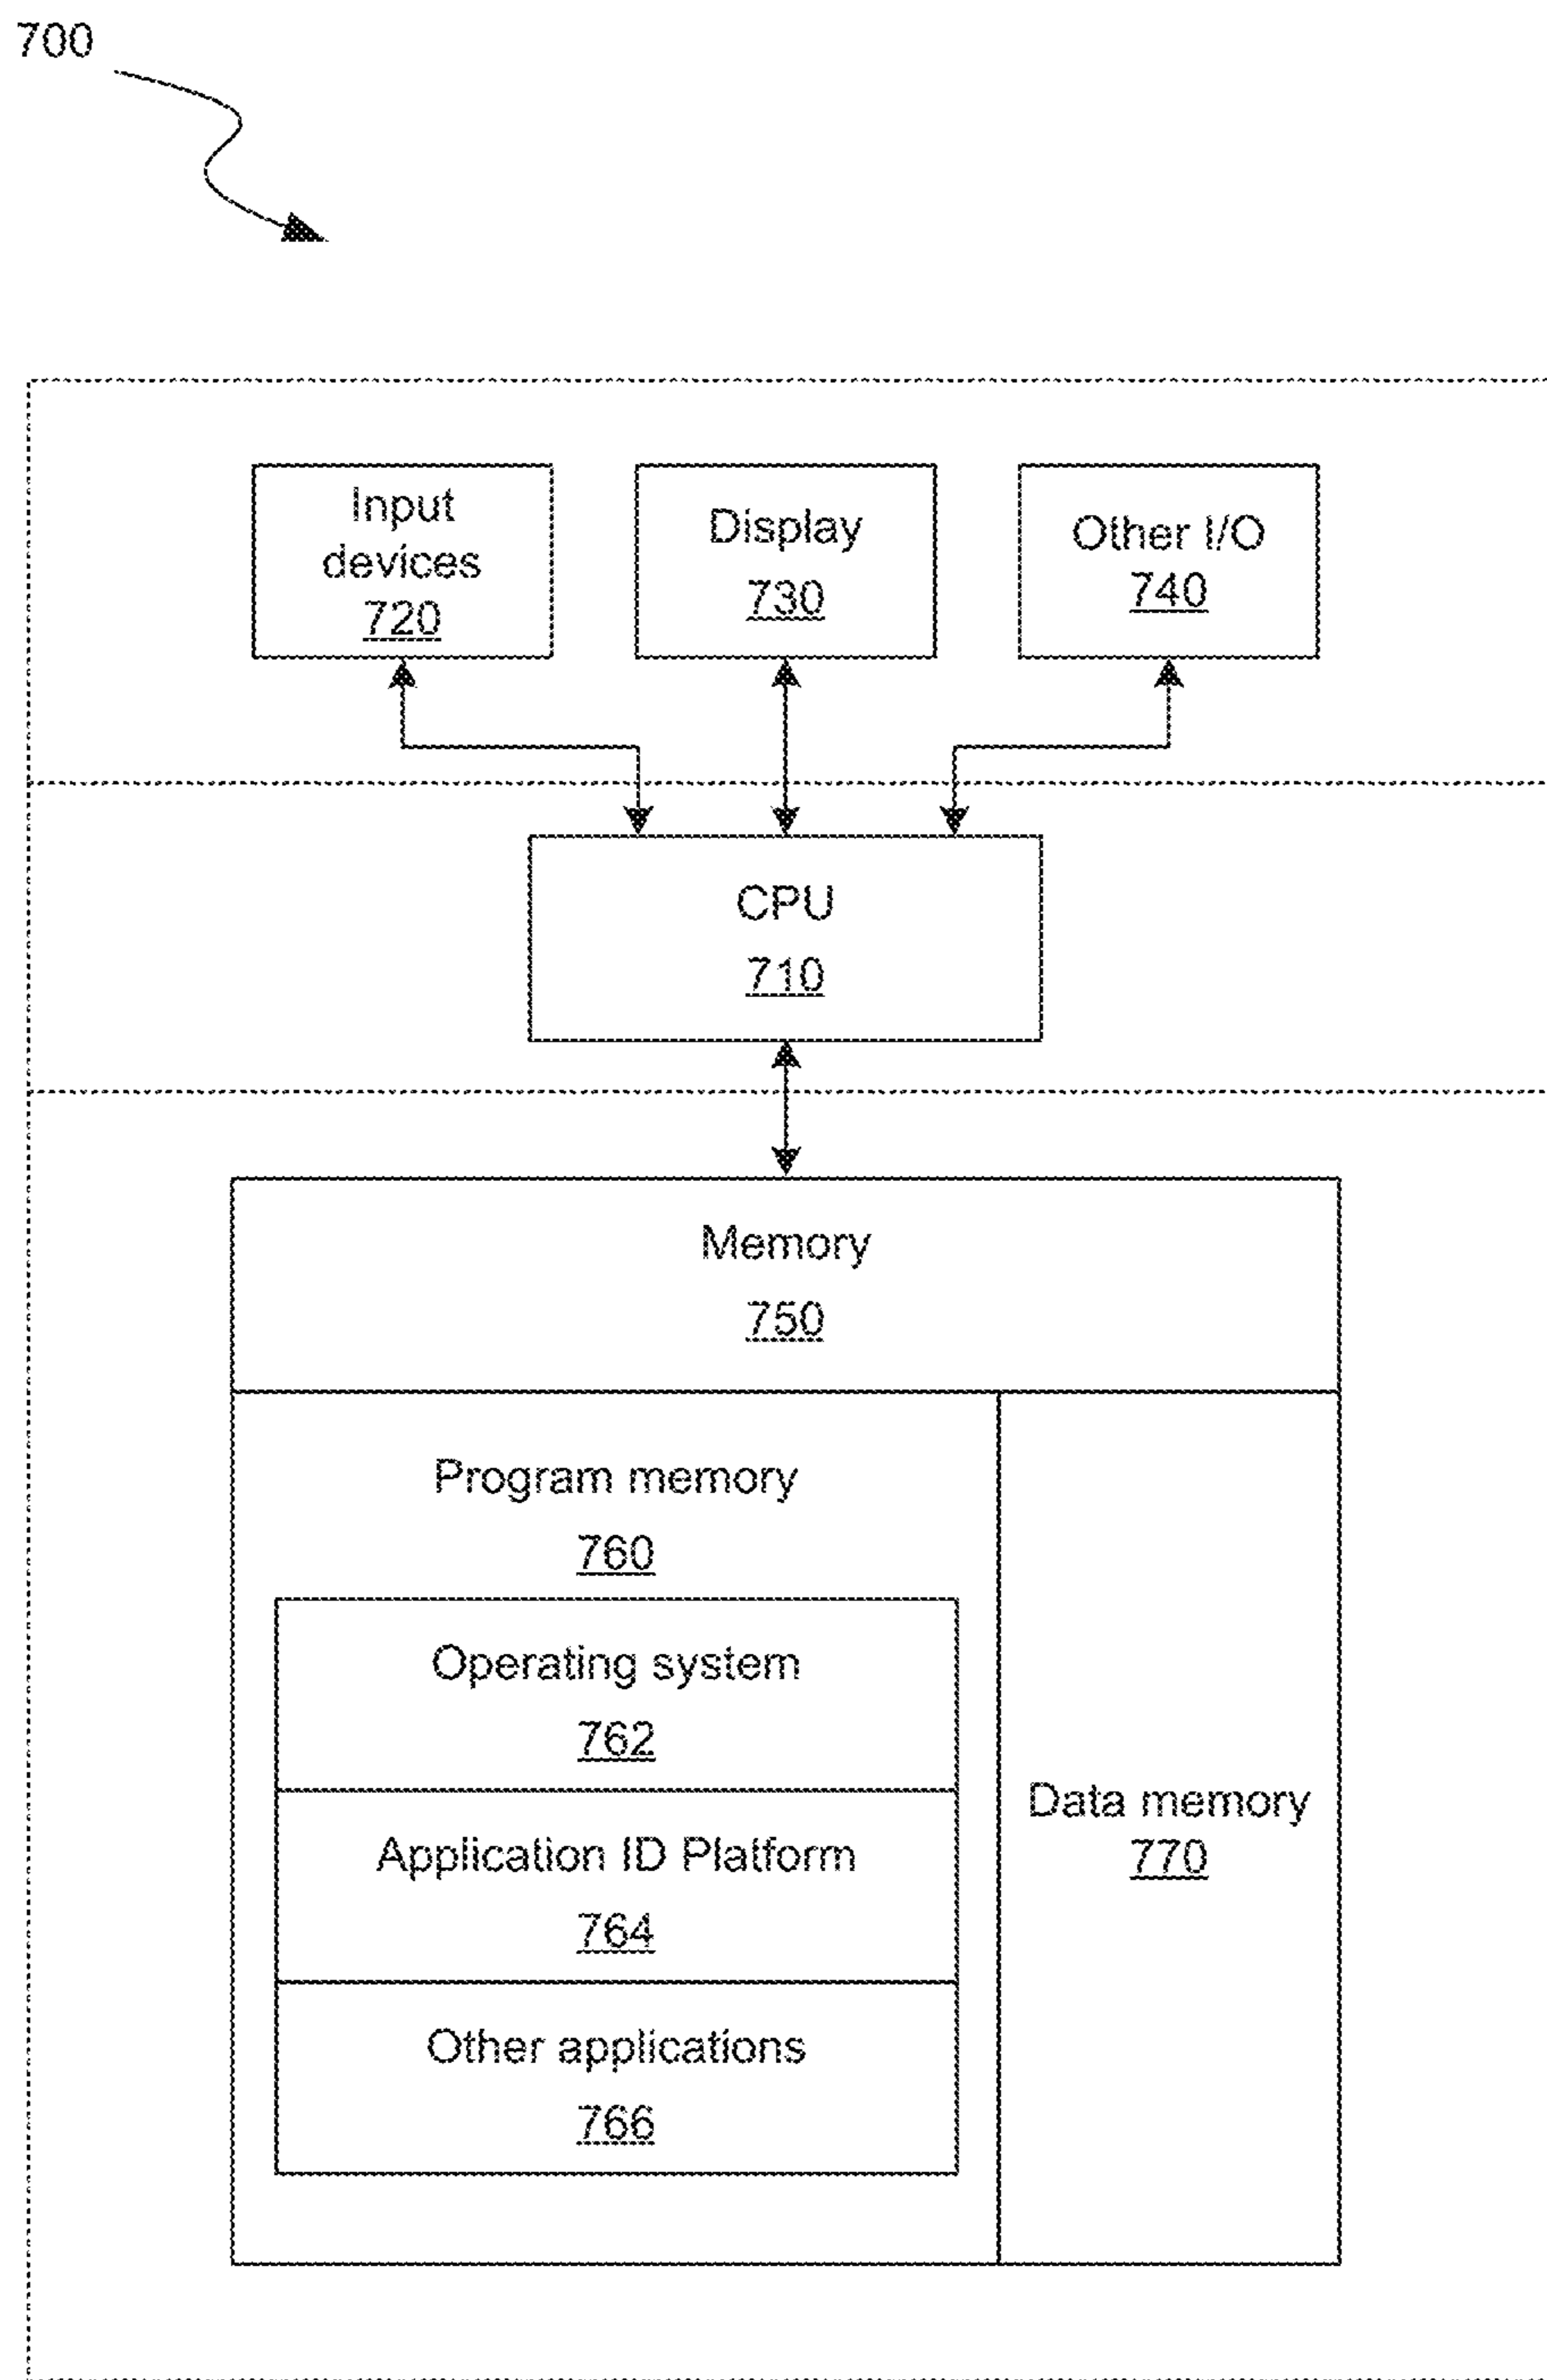 700
Input
devices
720
Display
730
Other I/O
740
CPU
710
Memory
750
Program memory
760
Operating system
762
Application ID Platform
764
Other applications
766
Data memory
770